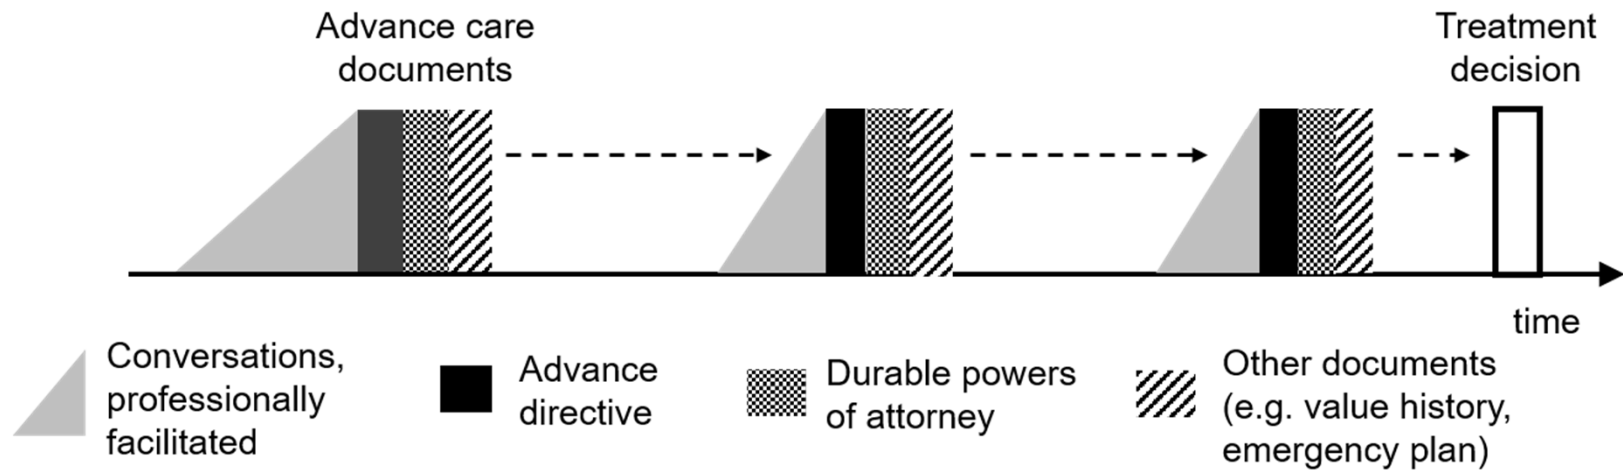 Advance care
documents
Treatment
decision
time
Conversations,
professionally
facilitated
Advance
directive
Durable powers
of attorney
Other documents
(e.g. value history,
emergency plan)